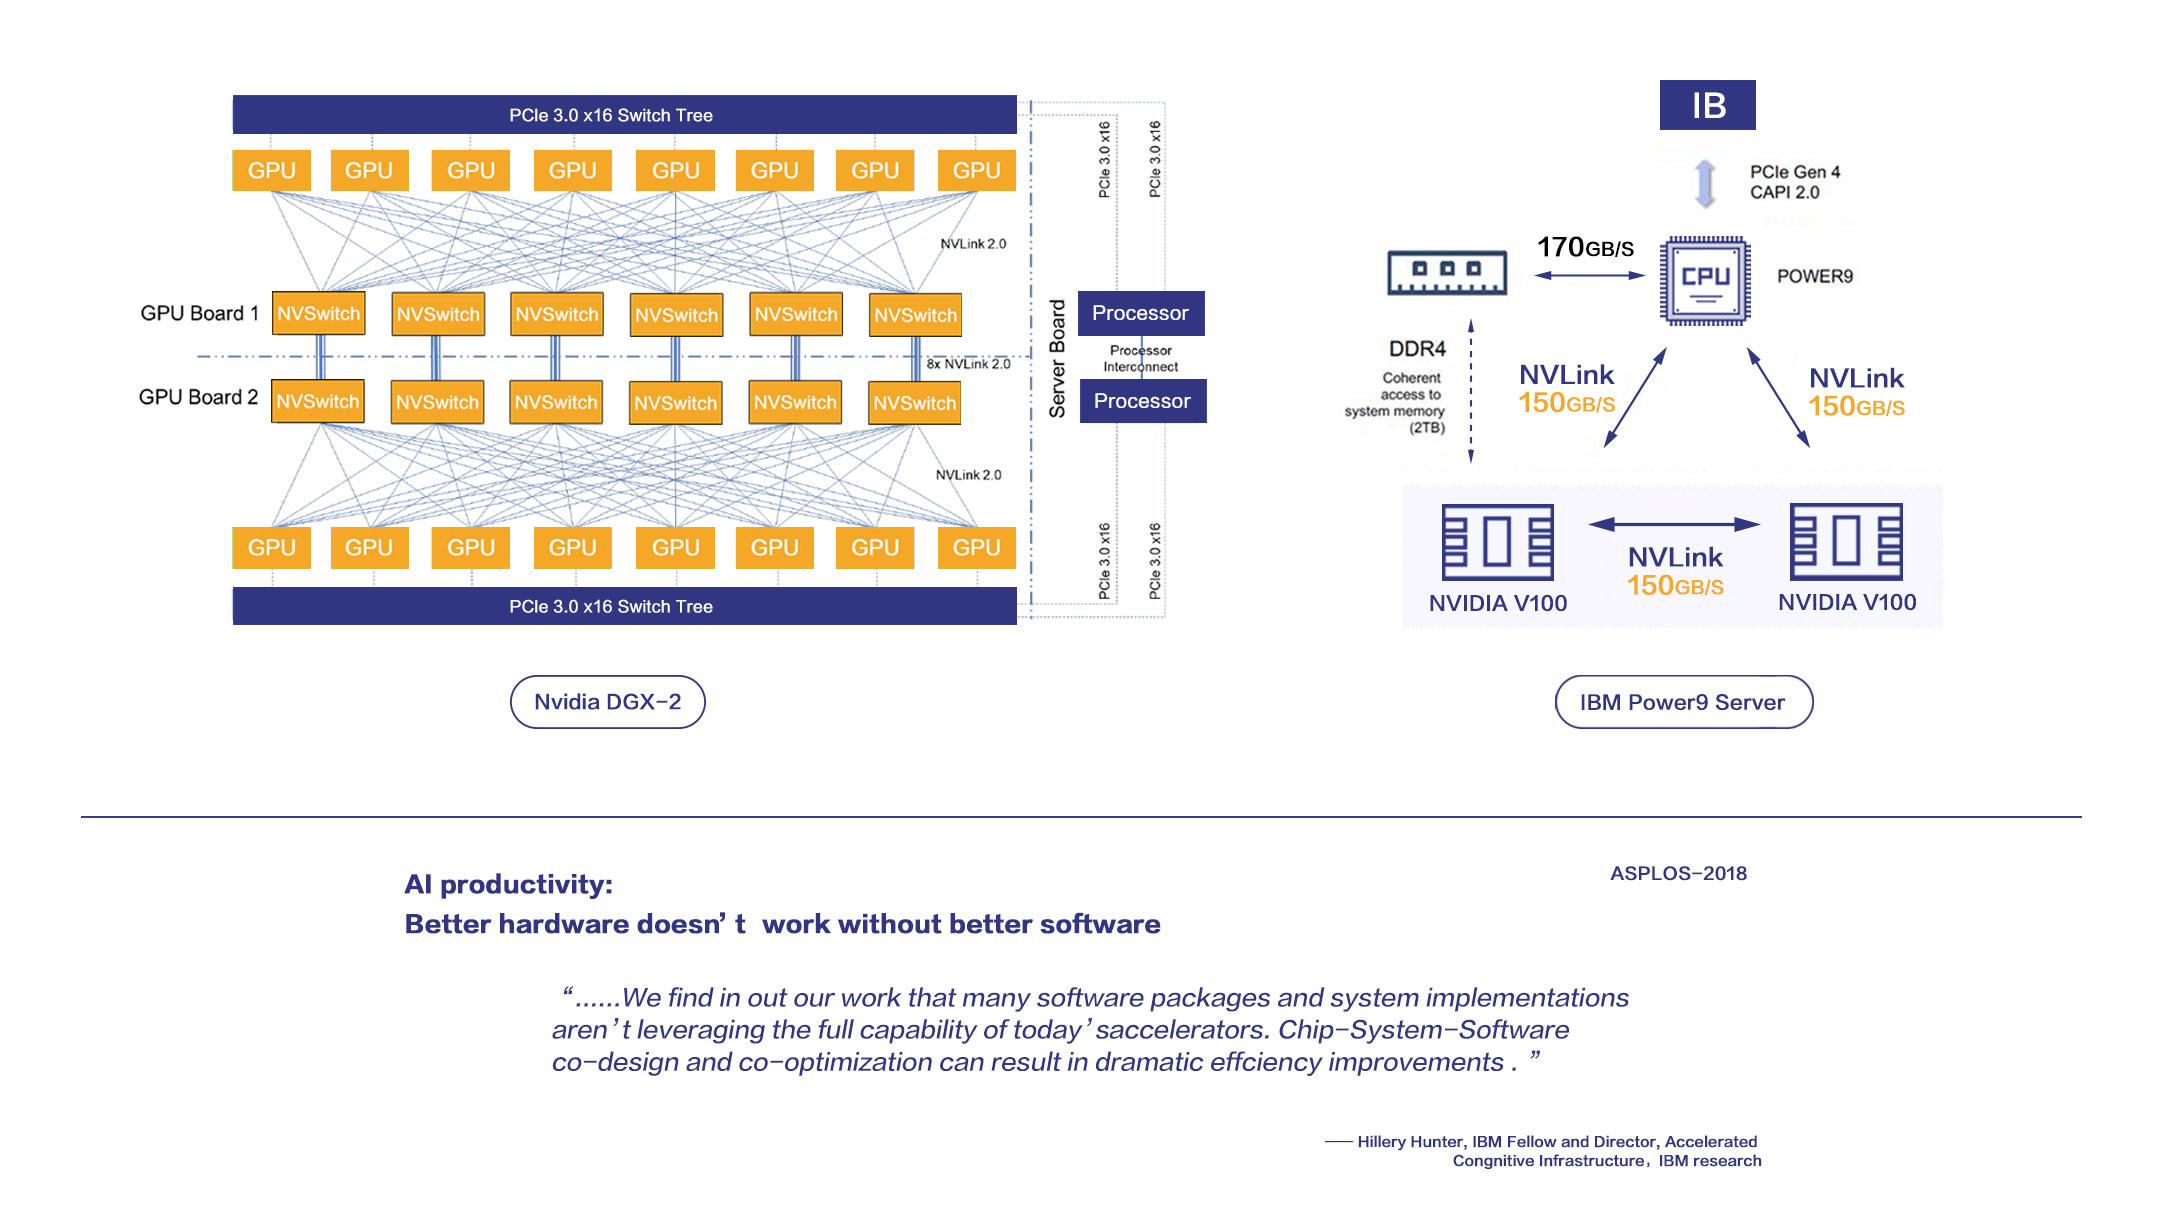 PCIe 3.0 x16 Switch Tree
GPU GPU GPU GPU GPU GPU GPU GPU
NVLink 2.0
GPU Board 1
NVSwitch NVSwitch NVSwitch NVSwitch NVSwitch NVSwitch
8x NVLink 2.0
GPU Board 2
NVSwitch NVSwitch NVSwitch NVSwitch NVSwitch NVSwitch
NVLink 2.0
GPU GPU GPU GPU GPU GPU GPU GPU
PCIe 3.0 x16 Switch Tree
PCIe 3.0 x16
PCIe 3.0 x16
Server Board
Processor
Processor
Interconnect
Processor
PCIe 3.0 x16
PCIe 3.0 x16
Nvidia DGX-2
IB
PCIe Gen 4
CAPI 2.0
170GB/S
CPU
POWER9
DDR4
Coherent
access to
system memory
(2TB)
NVLink
150GB/S
NVLink
150GB/S
NVLink
150GB/S
NVIDIA V100
NVIDIA V100
IBM Power9 Server
AI productivity:
ASPLOS-2018
Better hardware doesn’ t work without better software
“ ......We find in out our work that many software packages and system implementations
aren’ t leveraging the full capability of today’ saccelerators. Chip-System-Software
co-design and co-optimization can result in dramatic effciency improvements . ”
—— Hillery Hunter, IBM Fellow and Director, Accelerated
Congnitive Infrastructure, IBM research